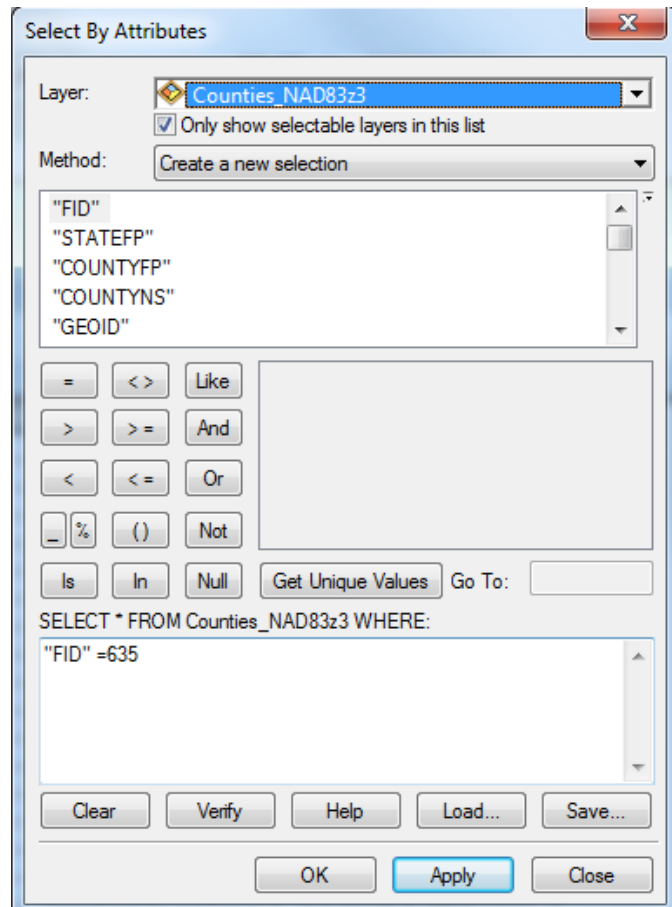 Select By Attributes
x
Layer: Counties_NAD83z3
Only show selectable layers in this list
Method: Create a new selection
"FID"
"STATEFP"
"COUNTYFP"
"COUNTYNS"
"GEOID"
= < > Like
> > = And
< < = Or
_ % () Not
Is In Null Get Unique Values Go To:
SELECT * FROM Counties_NAD83z3 WHERE:
"FID" =635
Clear Verify Help Load... Save...
OK Apply Close